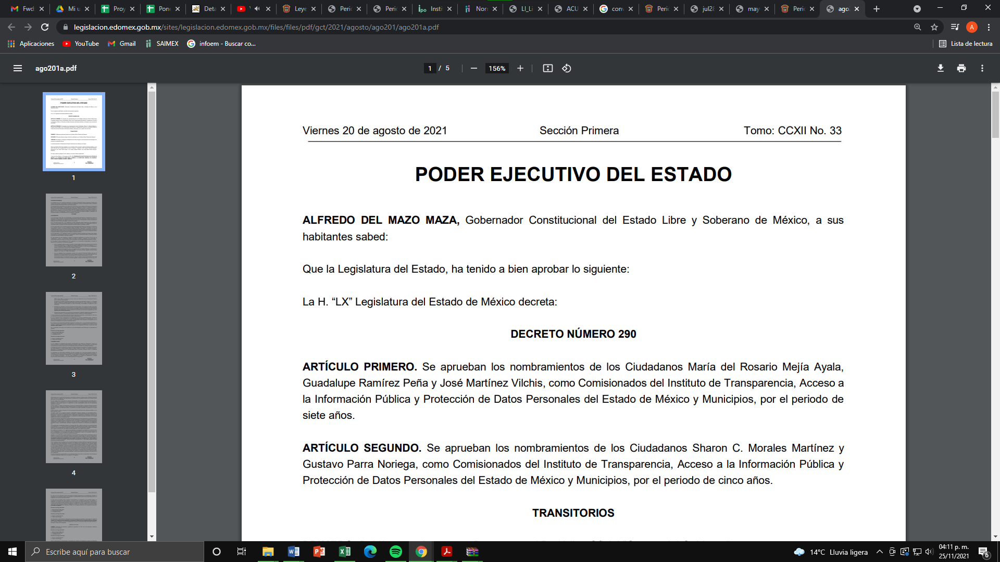 Fwd:
Mi u
Proy
Pone
Deta
Leye
Peri
Peri
Insti
Norr
LI_Li
ACU
conv
Peri
jul28
may
Peri
ago
legislacion.edomex.gob.mx/sites/legislacion.edomex.gob.mx/files/files/pdf/gct/2021/agosto/ago201/ago201a.pdf
A
Aplicaciones YouTube Gmail SAIMEX infoem - Buscar co... Lista de lectura
ago201a.pdf 1 / 5 156%
Viernes 20 de agosto de 2021 Sección Primera Tomo: CCXII No. 33
PODER EJECUTIVO DEL ESTADO
ALFREDO DEL MAZO MAZA, Gobernador Constitucional del Estado Libre y Soberano de México, a sus
habitantes sabed:
Que la Legislatura del Estado, ha tenido a bien aprobar lo siguiente:
La H. “LX” Legislatura del Estado de México decreta:
DECRETO NÚMERO 290
ARTÍCULO PRIMERO. Se aprueban los nombramientos de los Ciudadanos María del Rosario Mejía Ayala,
Guadalupe Ramírez Peña y José Martínez Vilchis, como Comisionados del Instituto de Transparencia, Acceso a
la Información Pública y Protección de Datos Personales del Estado de México y Municipios, por el periodo de
siete años.
ARTÍCULO SEGUNDO. Se aprueban los nombramientos de los Ciudadanos Sharon C. Morales Martínez y
Gustavo Parra Noriega, como Comisionados del Instituto de Transparencia, Acceso a la Información Pública y
Protección de Datos Personales del Estado de México y Municipios, por el periodo de cinco años.
TRANSITORIOS
1
2
3
4
Escribe aquí para buscar
14°C Lluvia ligera
04:11 p. m.
25/11/2021
6